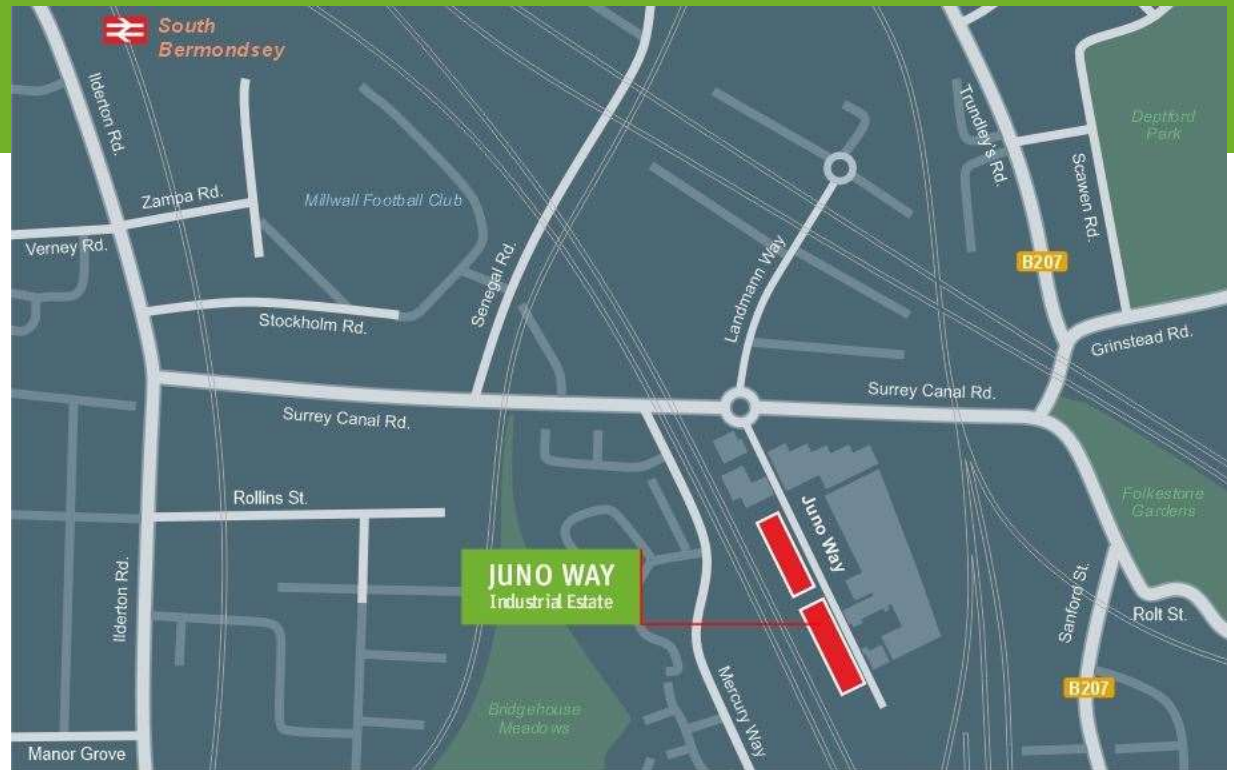 South
Bermondsey
Ilderton Rd.
Trundley's Rd.
Deptford
Park
Scawen Rd.
Zampa Rd.
Millwall Football Club
Verney Rd.
Senegal Rd.
Landmann Way
B207
Stockholm Rd.
Grinstead Rd.
Surrey Canal Rd.
Surrey Canal Rd.
Rollins St.
Juno Way
Folkestone
Gardens
JUNO WAY
Industrial Estate
Ilderton Rd.
Sanford St.
Rolt St.
B207
Mercury Way
Bridgehouse
Meadows
Manor Grove